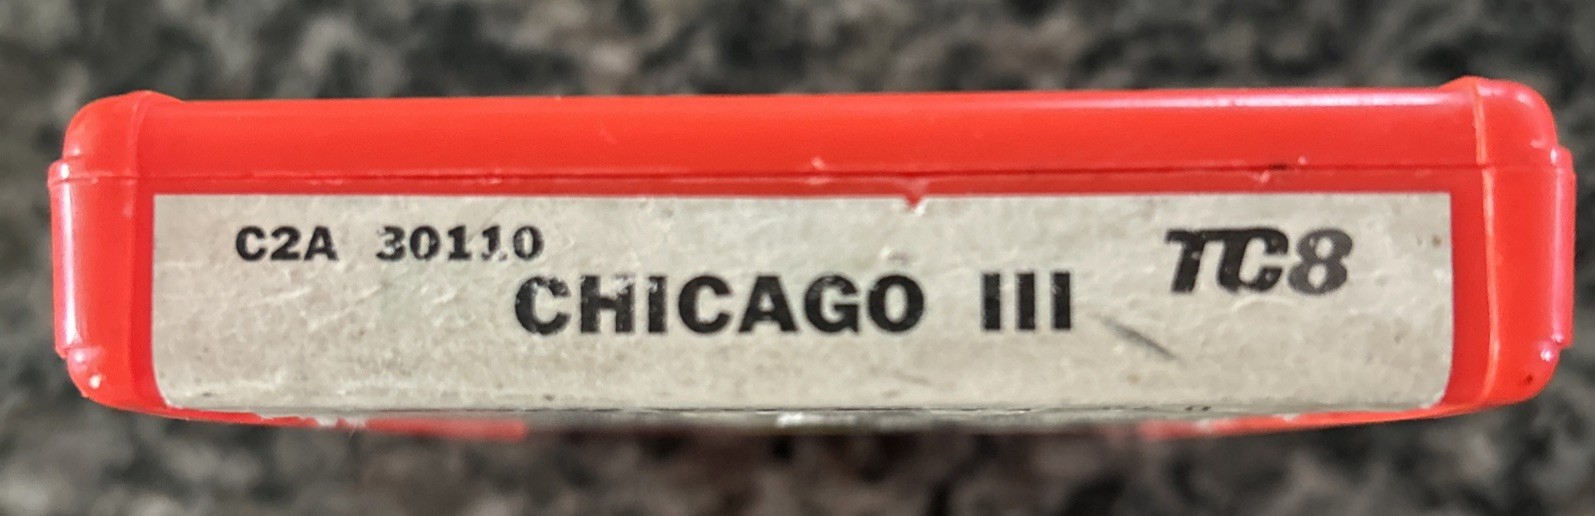 C2A 30110
TC8
CHICAGO III